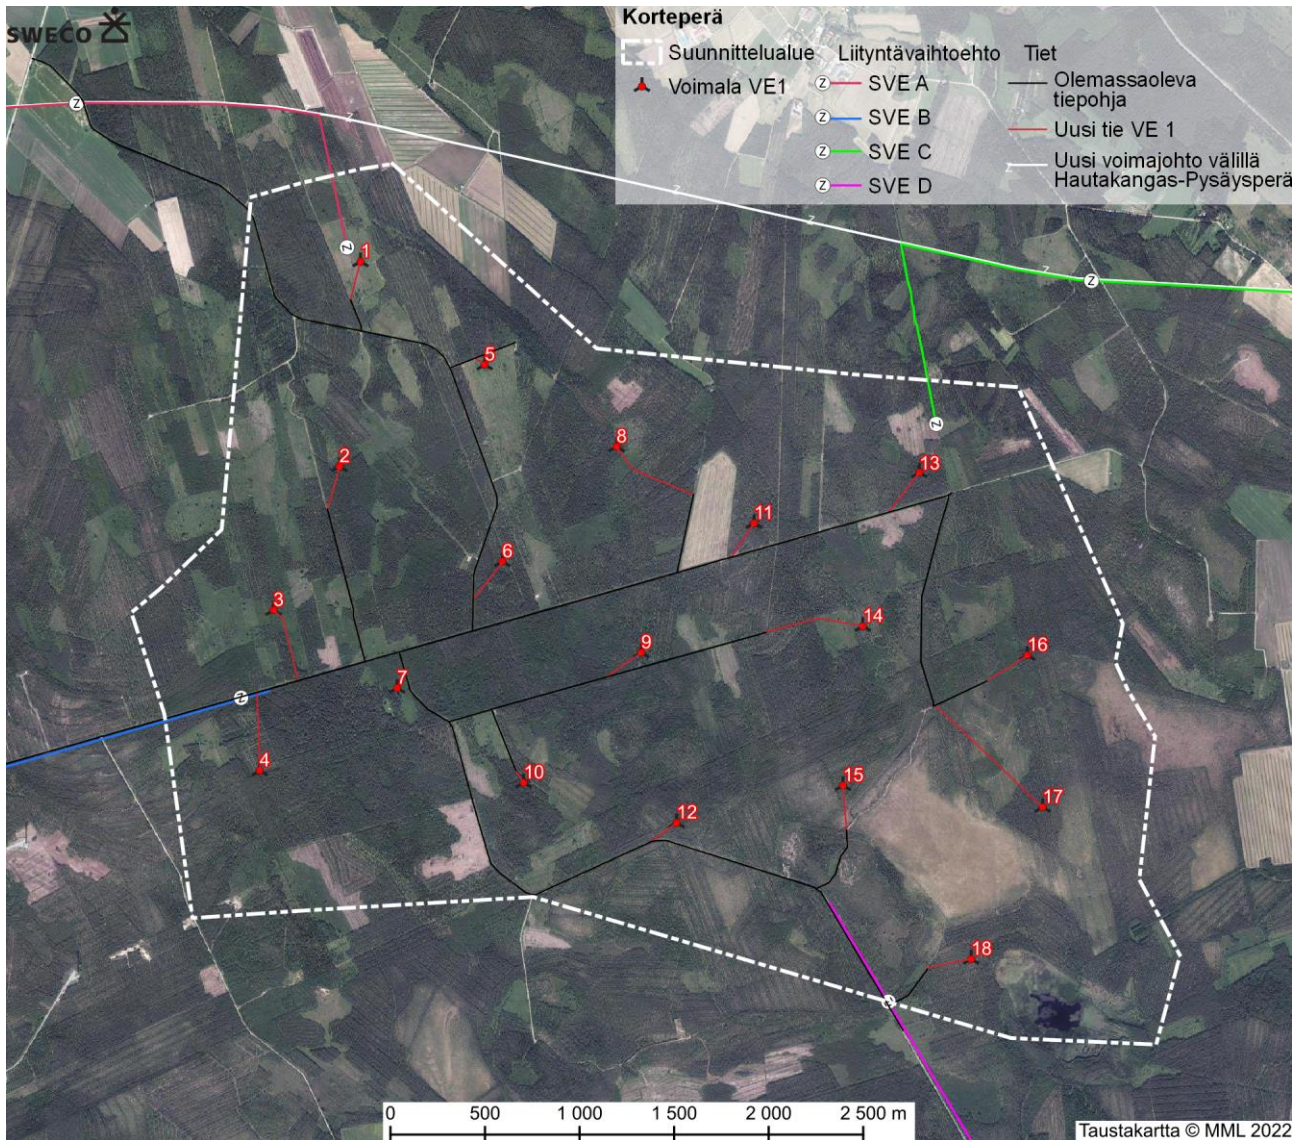 SWECO
Korteperä
Suunnittelualue
Voimala VE1
Liityntävaihtoehto
Z SVE A
Z SVE B
Z SVE C
Z SVE D
Tiet
Olemassaoleva
tiepohja
Uusi tie VE 1
Z Uusi voimajohto välillä
Hautakangas-Pysäysperä
Z
Z
Z
Z
Z
Z
Z
Z
Z
Z
1
5
2
8
13
11
6
3
14
9
16
7
Z
4
10
15
17
12
18
Z
0 500 1 000 1 500 2 000 2 500 m
Taustakartta © MML 2022